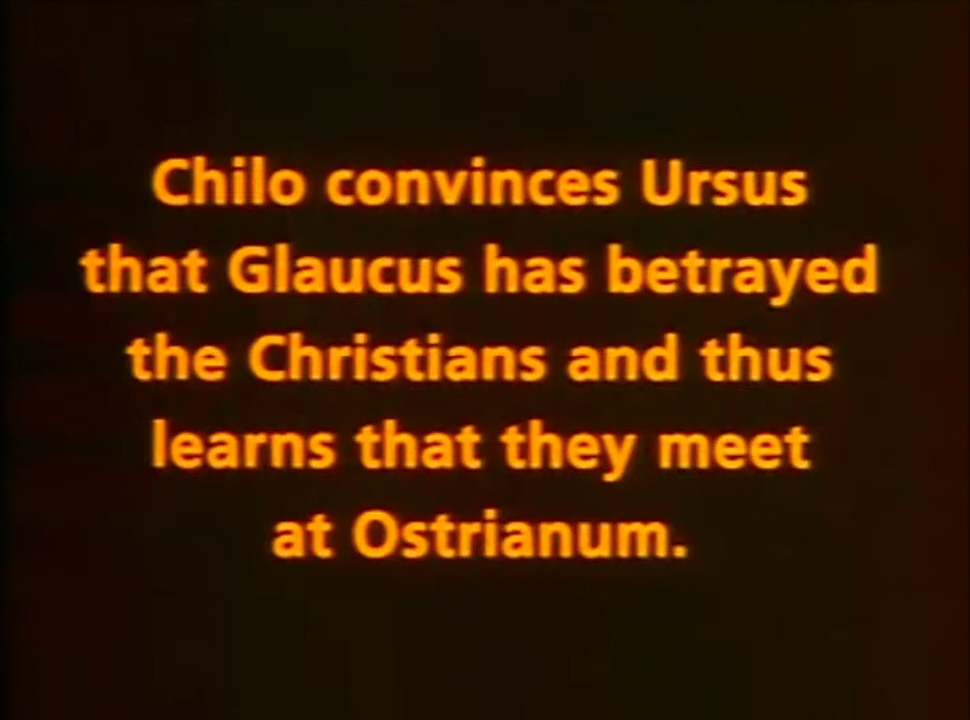 Chilo convinces Ursus
that Glaucus has betrayed
the Christians and thus
learns that they meet
at Ostrianum.